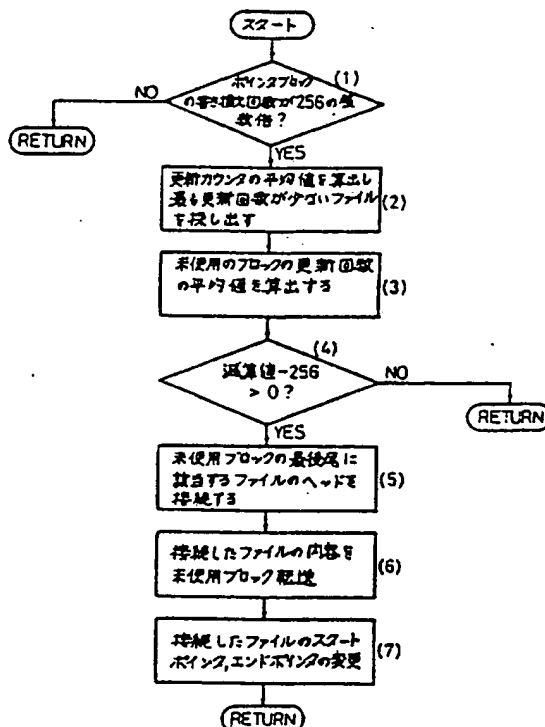 スタート
(1)
ポインタブロック
の書き換え回数が256の整
数倍?
NO
RETURN
YES
更新カウンタの平均値を算出し
最も更新回数が少ないファイル
を探し出す
(2)
未使用のブロックの更新回数
の平均値を算出する
(3)
(4)
減算値-256
> 0?
NO
RETURN
YES
未使用ブロックの最後尾に
該当するファイルのヘッドを
接続する
(5)
接続したファイルの内容を
未使用ブロック転送
(6)
接続したファイルのスタート
ポインタ,エンドポインタの変更
(7)
RETURN